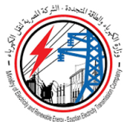 وزارة الكهرباء والطاقة المتجددة - الشركة المصرية لنقل الكهرباء
Ministry of Electricity and Renewable Energy - Egyptian Electricity Transmission Company